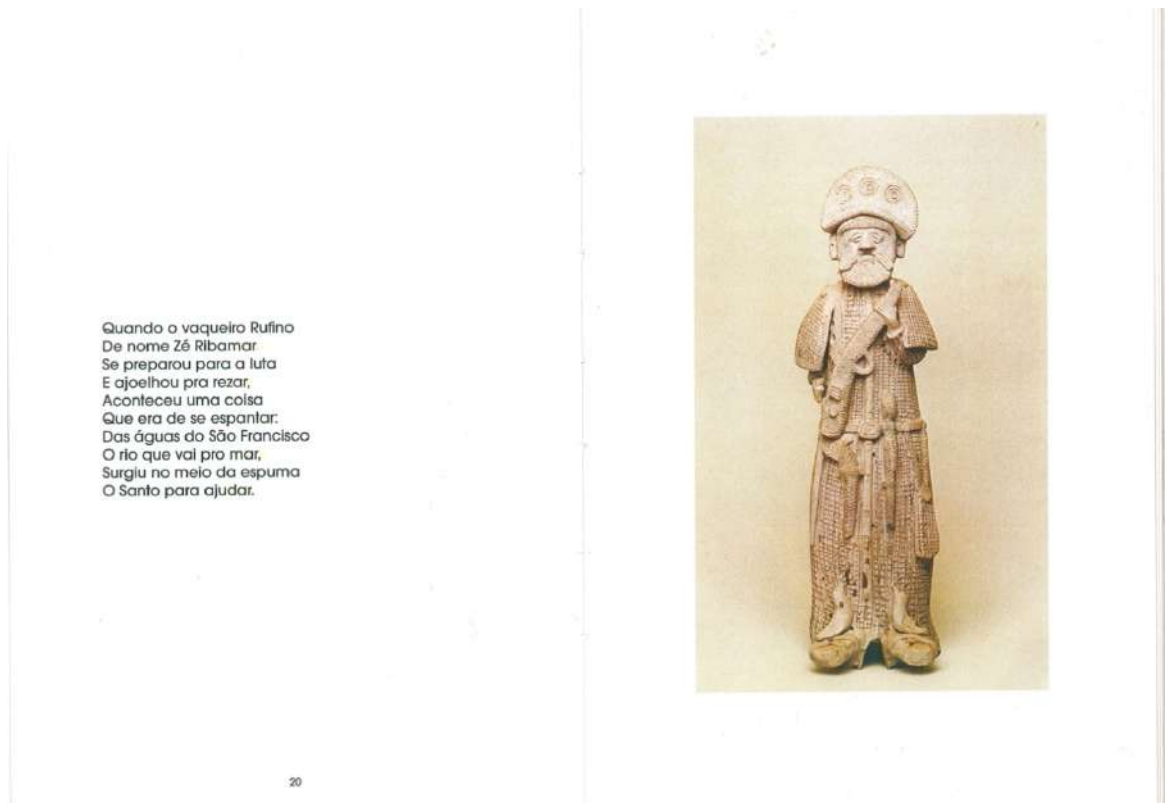 Quando o vaqueiro Rufino
De nome Zé Ribamar
Se preparou para a luta
E ajoelhou pra rezar,
Aconteceu uma coisa
Que era de se espantar:
Das águas do São Francisco
O rio que vai pro mar,
Surgiu no meio da espuma
O Santo para ajudar.
20